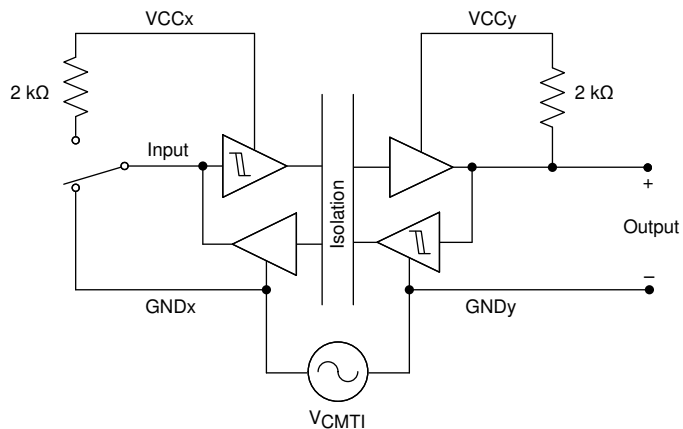 VCCx
VCCy
2 kΩ
2 kΩ
Input
Isolation
+
Output
–
GNDx
GNDy
VCMTI